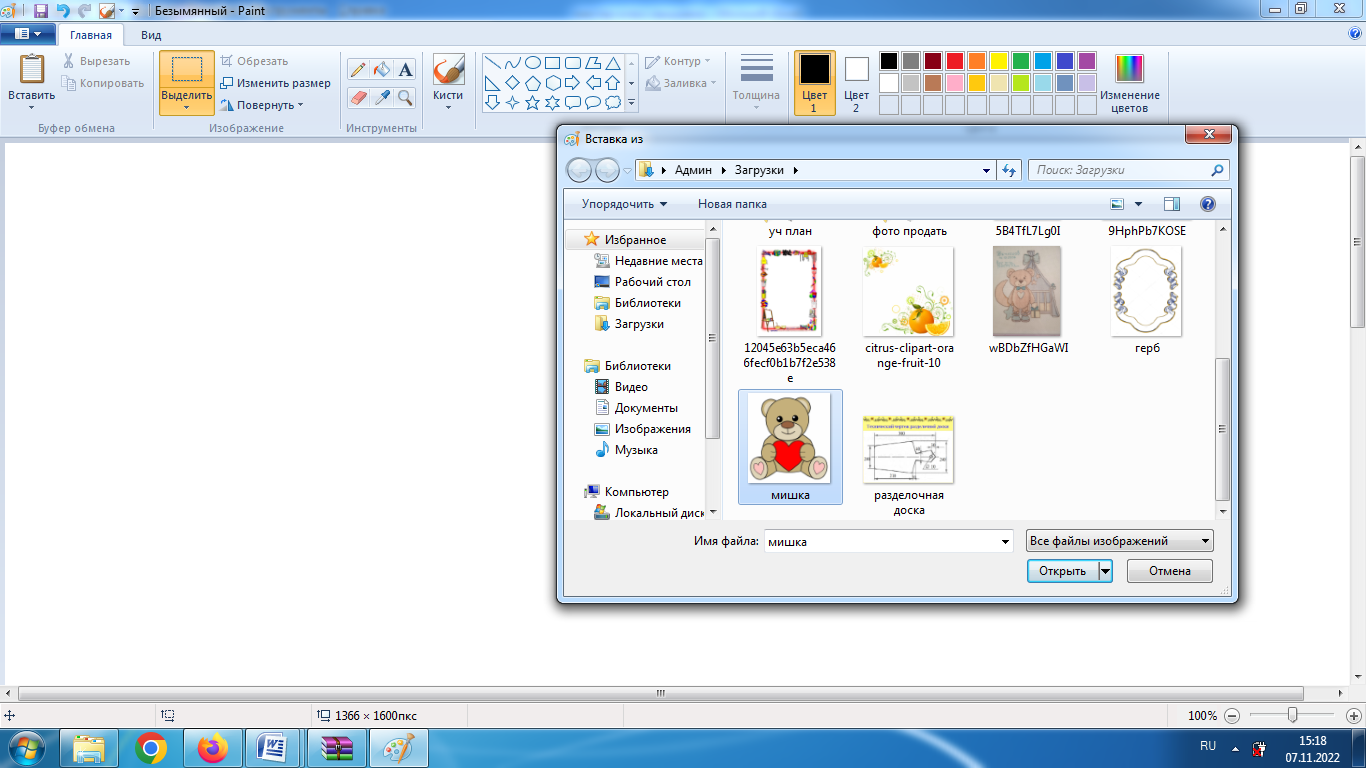 Безымянный - Paint
Главная
Вид
Вставить
Вырезать
Копировать
Буфер обмена
Выделить
Обрезать
Изменить размер
Повернуть
Изображение
A
Инструменты
Кисти
Контур
Заливка
Толщина
Цвет
1
Цвет
2
Изменение
цветов
Вставка из
Админ
Загрузки
Поиск: Загрузки
Упорядочить
Новая папка
Избранное
Недавние места
Рабочий стол
Библиотеки
Загрузки
Библиотеки
Видео
Документы
Изображения
Музыка
Компьютер
Локальный диск
уч план
фото продать
5B4TfL7Lg0I
9HphPb7KOSE
12045e63b5eca46
6fecf0b1b7f2e538
e
citrus-clipart-ora
nge-fruit-10
wBDbZfHGaWI
гер6
мишка
разделочная
доска
Имя файла:
мишка
Все файлы изображений
Открыть
Отмена
1366 × 1600пкс
100%
RU
15:18
07.11.2022